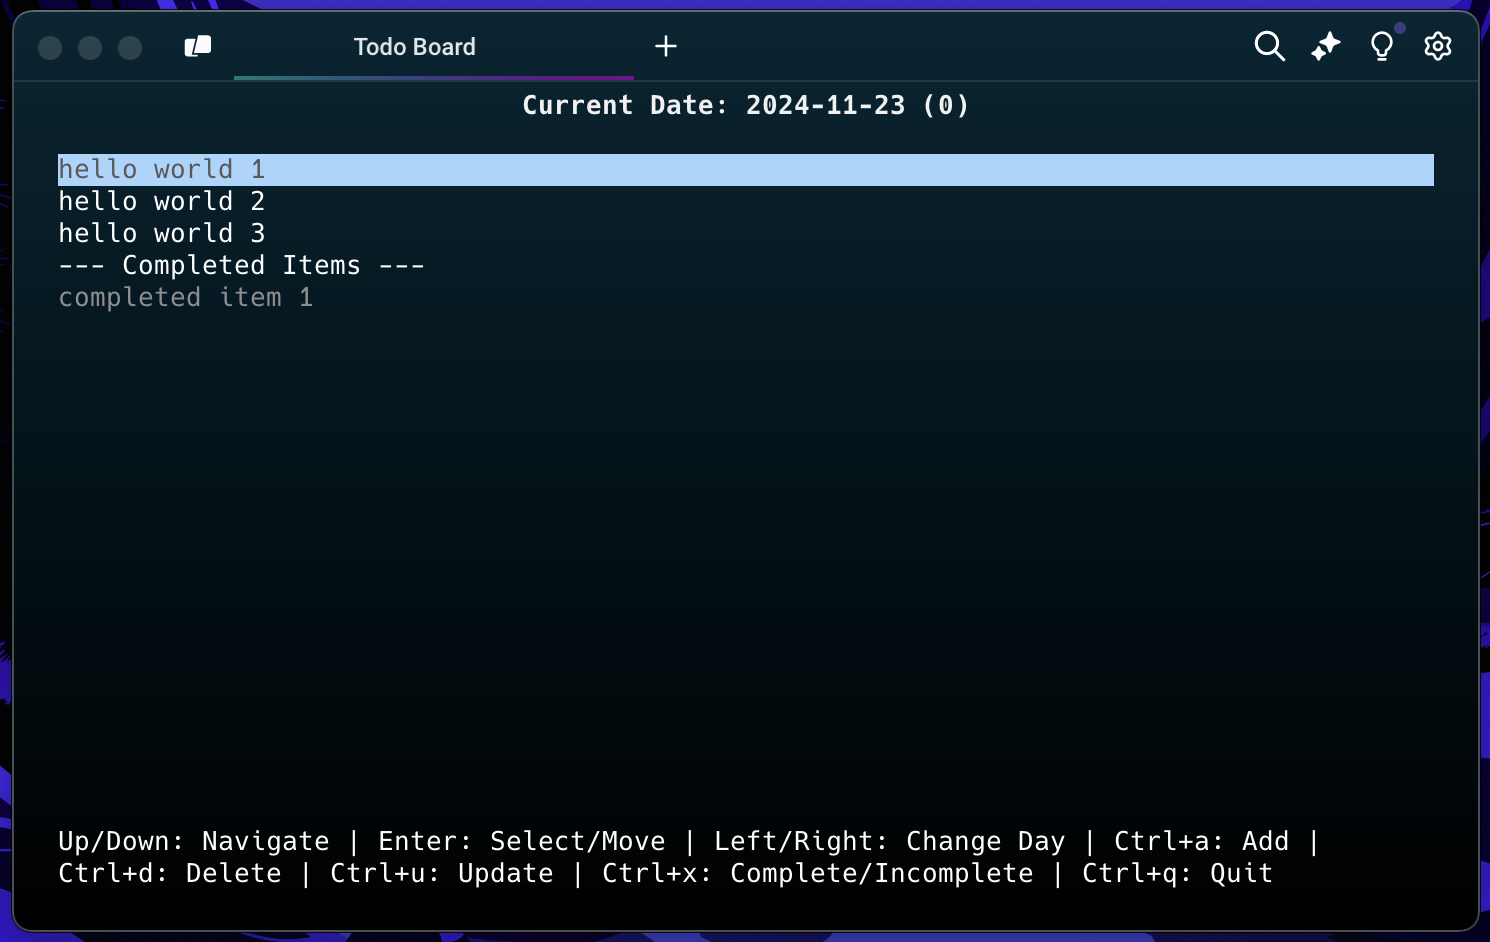 Todo Board
Current Date: 2024-11-23 (0)
hello world 1
hello world 2
hello world 3
--- Completed Items ---
completed item 1
Up/Down: Navigate | Enter: Select/Move | Left/Right: Change Day | Ctrl+a: Add |
Ctrl+d: Delete | Ctrl+u: Update | Ctrl+x: Complete/Incomplete | Ctrl+q: Quit